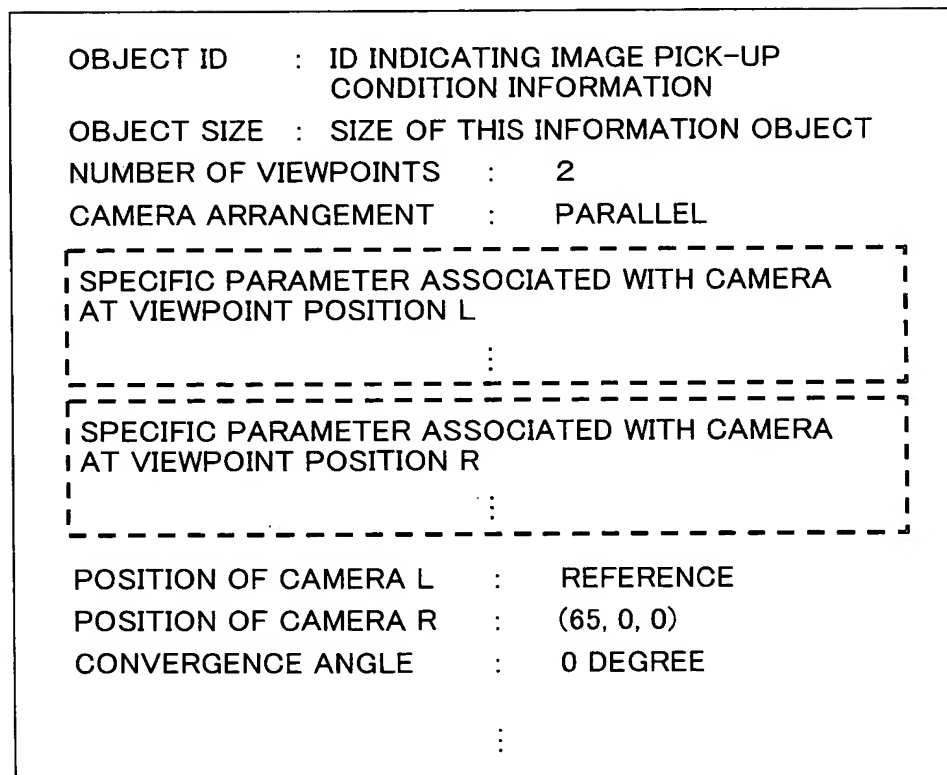 OBJECT ID : ID INDICATING IMAGE PICK-UP
CONDITION INFORMATION
OBJECT SIZE : SIZE OF THIS INFORMATION OBJECT
NUMBER OF VIEWPOINTS : 2
CAMERA ARRANGEMENT : PARALLEL
SPECIFIC PARAMETER ASSOCIATED WITH CAMERA
AT VIEWPOINT POSITION L
⋮
SPECIFIC PARAMETER ASSOCIATED WITH CAMERA
AT VIEWPOINT POSITION R
⋮
POSITION OF CAMERA L : REFERENCE
POSITION OF CAMERA R : (65, 0, 0)
CONVERGENCE ANGLE : 0 DEGREE
⋮